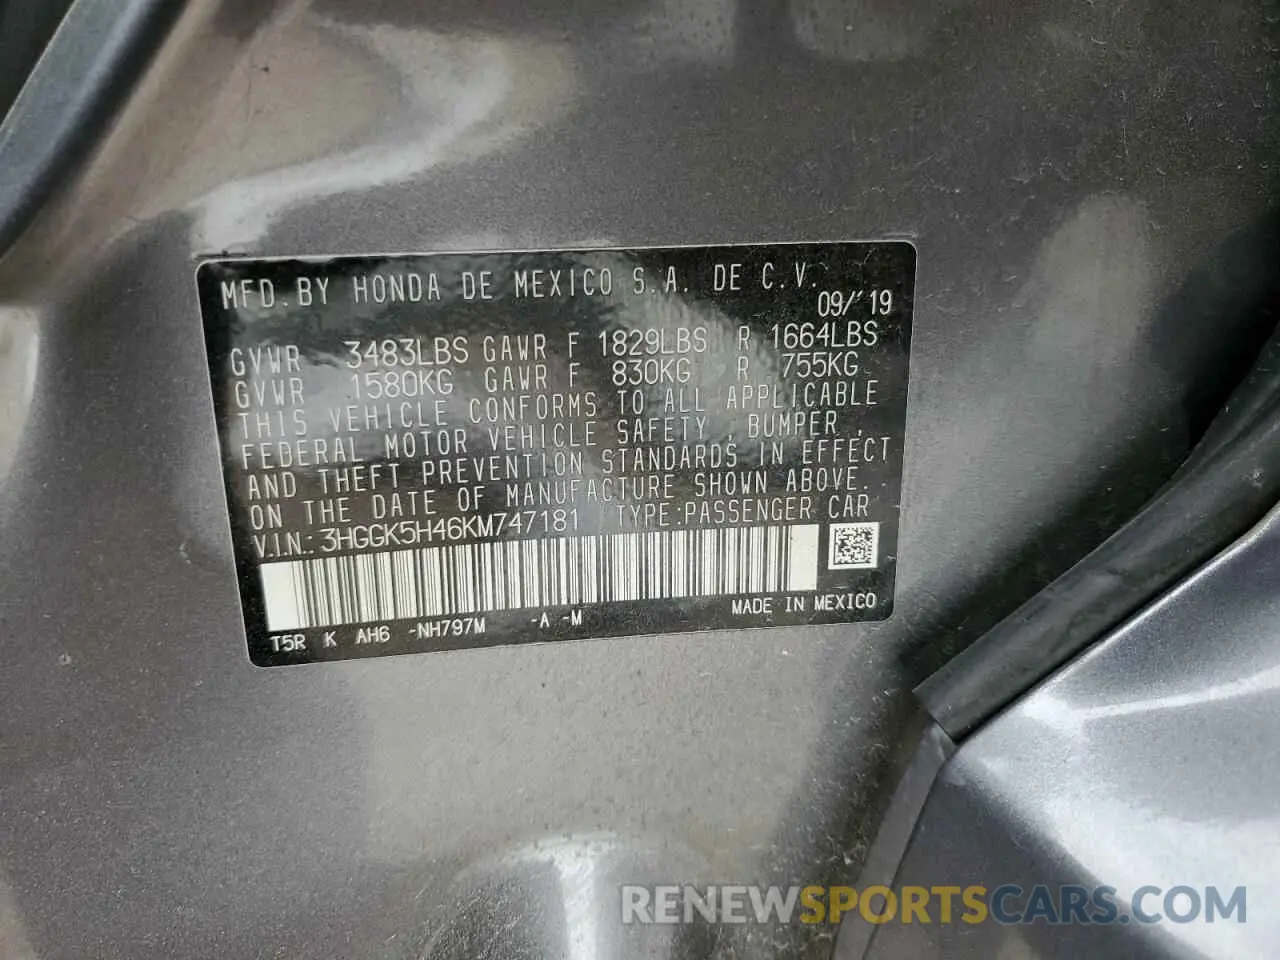 MFD. BY HONDA DE MEXICO S.A. DE C.V.
09/'19
GVWR 3483LBS GAWR F 1829LBS R 1664LBS
GVWR 1580KG GAWR F 830KG R 755KG
THIS VEHICLE CONFORMS TO ALL APPLICABLE
FEDERAL MOTOR VEHICLE SAFETY, BUMPER,
AND THEFT PREVENTION STANDARDS IN EFFECT
ON THE DATE OF MANUFACTURE SHOWN ABOVE.
V.I.N.: 3HGGK5H46KM747181 TYPE:PASSENGER CAR
T5R K AH6 -NH797M -A -M MADE IN MEXICO
RENEWSPORTSCARS.COM